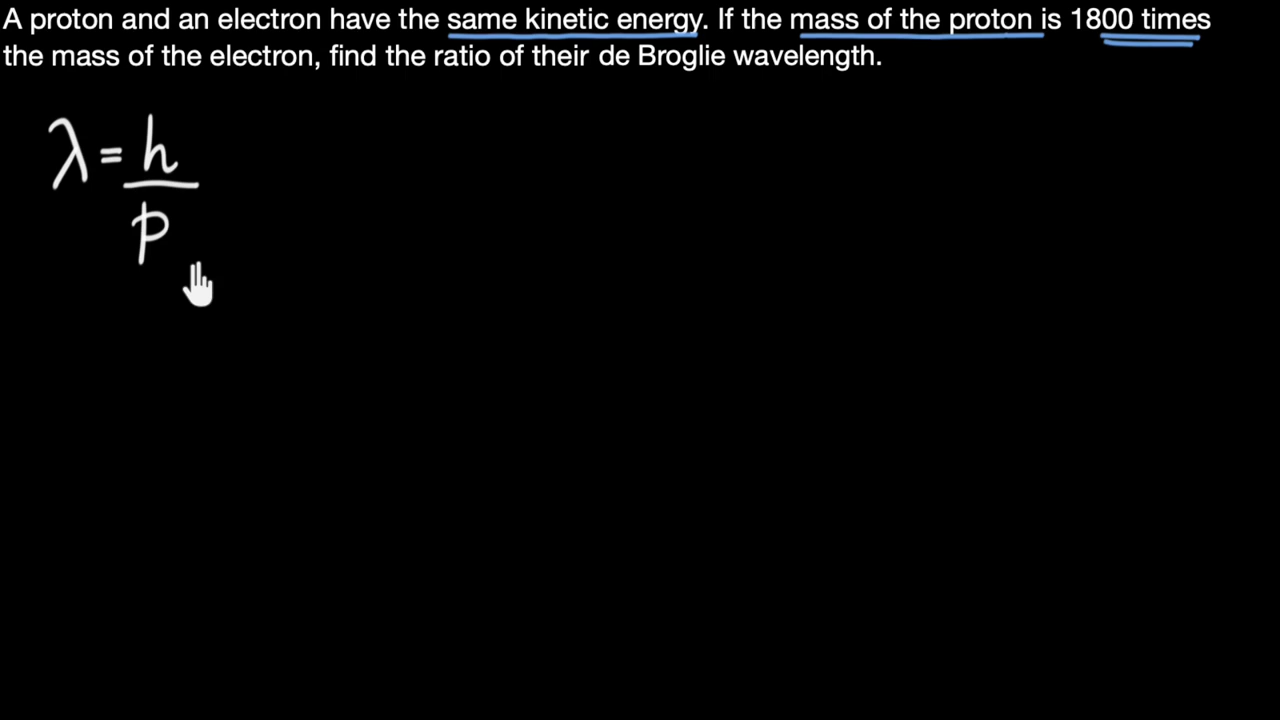 A proton and an electron have the same kinetic energy. If the mass of the proton is 1800 times
the mass of the electron, find the ratio of their de Broglie wavelength.
λ = h
p